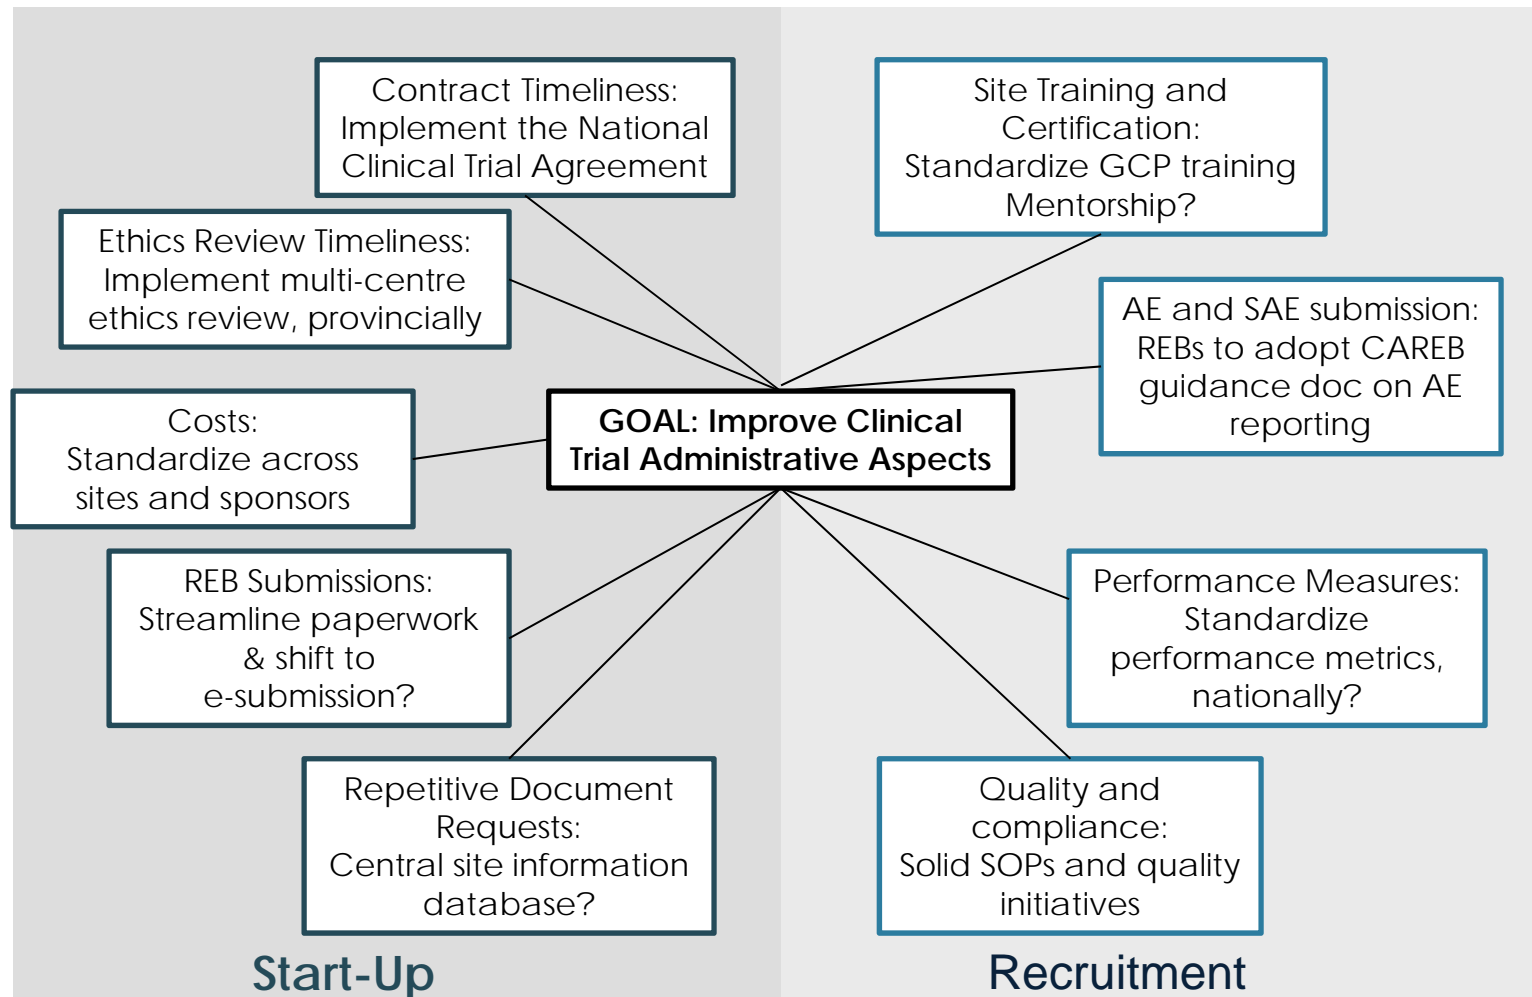 Contract Timeliness:
Implement the National
Clinical Trial Agreement
Ethics Review Timeliness:
Implement multi-centre
ethics review, provincially
Costs:
Standardize across
sites and sponsors
REB Submissions:
Streamline paperwork
& shift to
e-submission?
Repetitive Document
Requests:
Central site information
database?
Start-Up
GOAL: Improve Clinical
Trial Administrative Aspects
Site Training and
Certification:
Standardize GCP training
Mentorship?
AE and SAE submission:
REBs to adopt CAREB
guidance doc on AE
reporting
Performance Measures:
Standardize
performance metrics,
nationally?
Quality and
compliance:
Solid SOPs and quality
initiatives
Recruitment